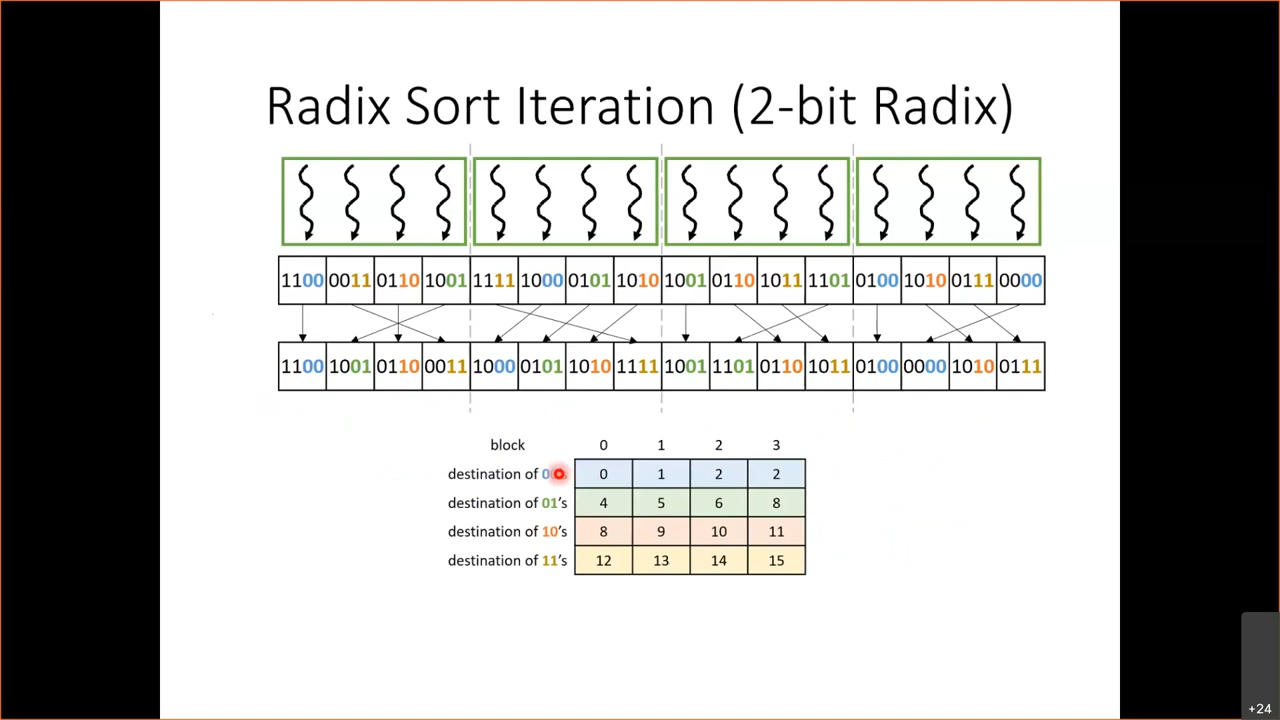 Radix Sort Iteration (2-bit Radix)
1100 0011 0110 1001 1111 1000 0101 1010 1001 0110 1011 1101 0100 1010 0111 0000
1100 1001 0110 0011 1000 0101 1010 1111 1001 1101 0110 1011 0100 0000 1010 0111
block 0 1 2 3
destination of 0 1 2 2
destination of 01's 4 5 6 8
destination of 10's 8 9 10 11
destination of 11's 12 13 14 15
+24